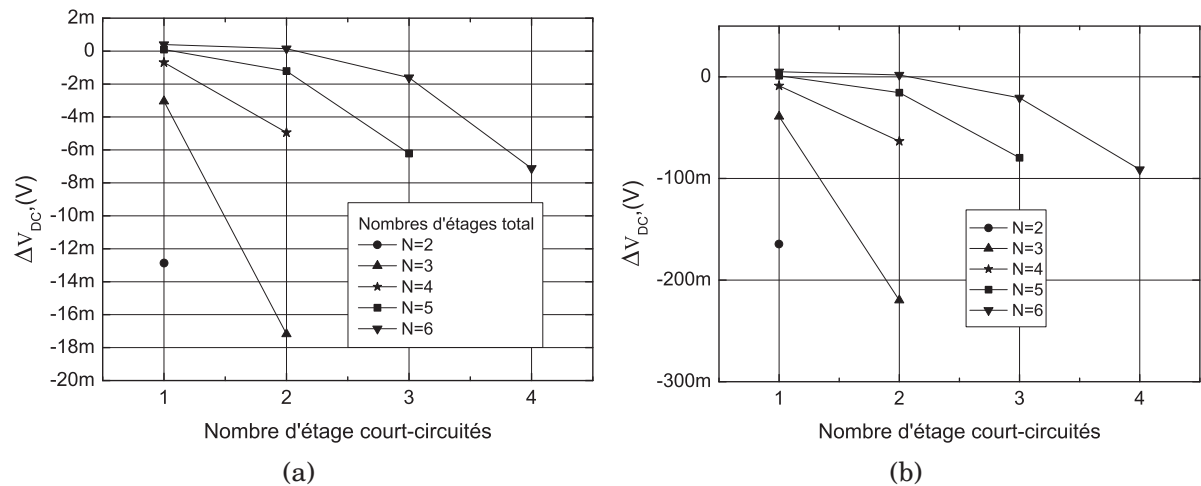 2m
0
-2m
-4m
-6m
-8m
-10m
-12m
-14m
-16m
-18m
-20m
ΔV_DC,(V)
Nombres d'étages total
N=2
N=3
N=4
N=5
N=6
1 2 3 4
Nombre d'étage court-circuités
(a)
0
-100m
-200m
-300m
ΔV_DC,(V)
N=2
N=3
N=4
N=5
N=6
1 2 3 4
Nombre d'étage court-circuités
(b)